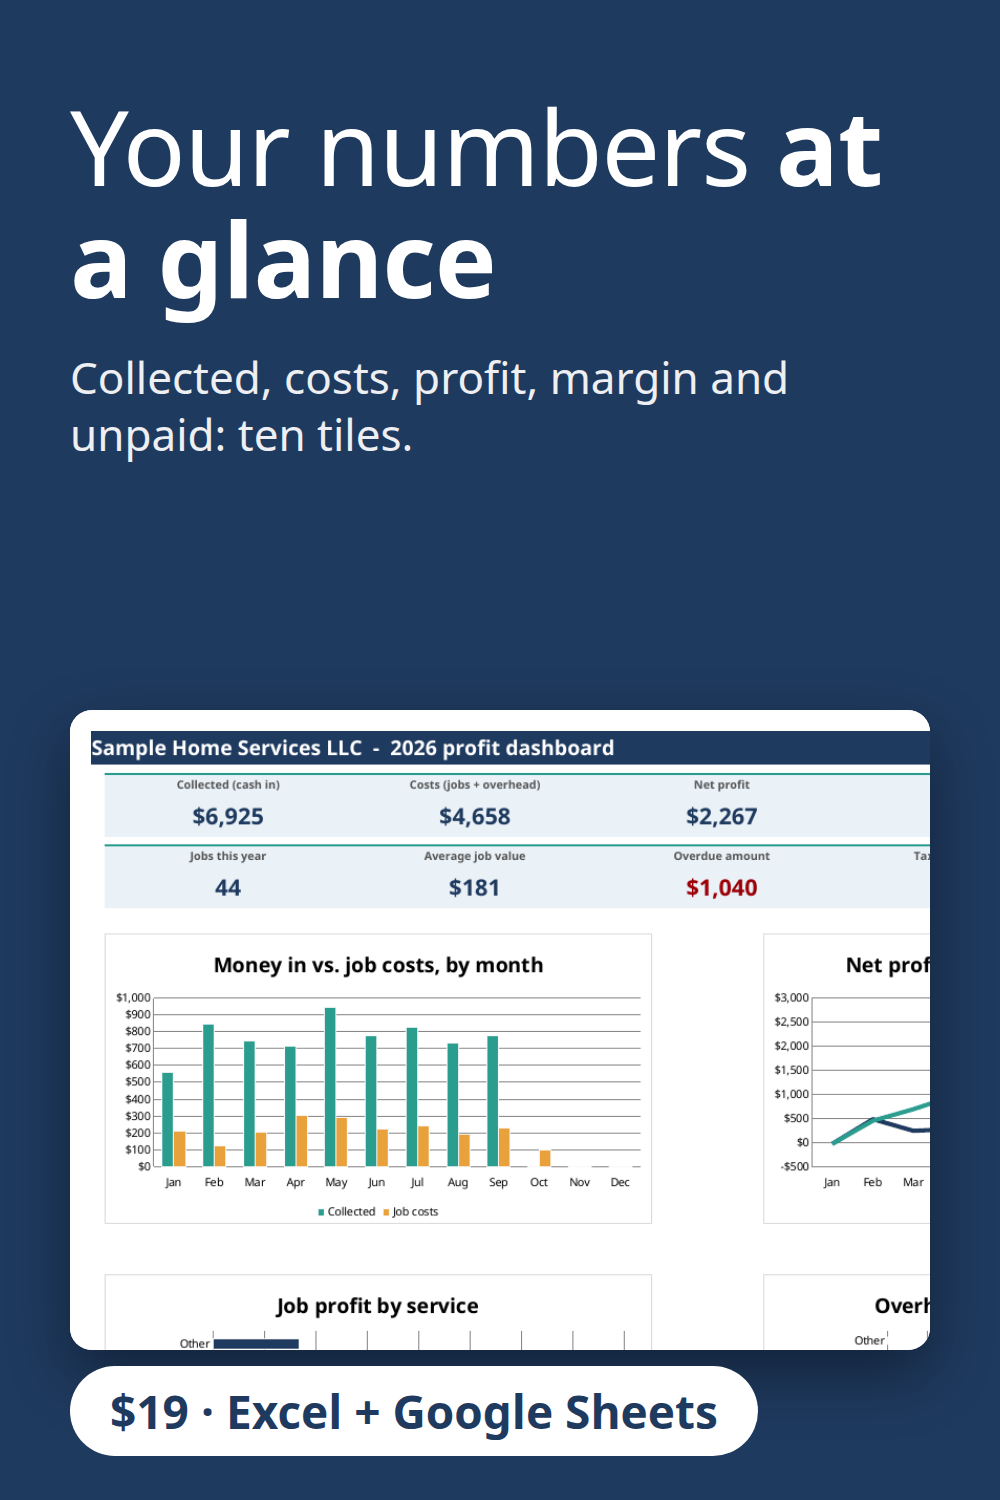 Your numbers at
a glance
Collected, costs, profit, margin and
unpaid: ten tiles.
Sample Home Services LLC - 2026 profit dashboard
Collected (cash in) Costs (jobs + overhead) Net profit
$6,925 $4,658 $2,267
Jobs this year Average job value Overdue amount
44 $181 $1,040
Money in vs. job costs, by month
$1,000
$900
$800
$700
$600
$500
$400
$300
$200
$100
$0
Jan Feb Mar Apr May Jun Jul Aug Sep Oct Nov Dec
Collected Job costs
Net prof
$3,000
$2,500
$2,000
$1,500
$1,000
$500
$0
-$500
Jan Feb Mar
Job profit by service
Other
Overh
Other
$19 · Excel + Google Sheets